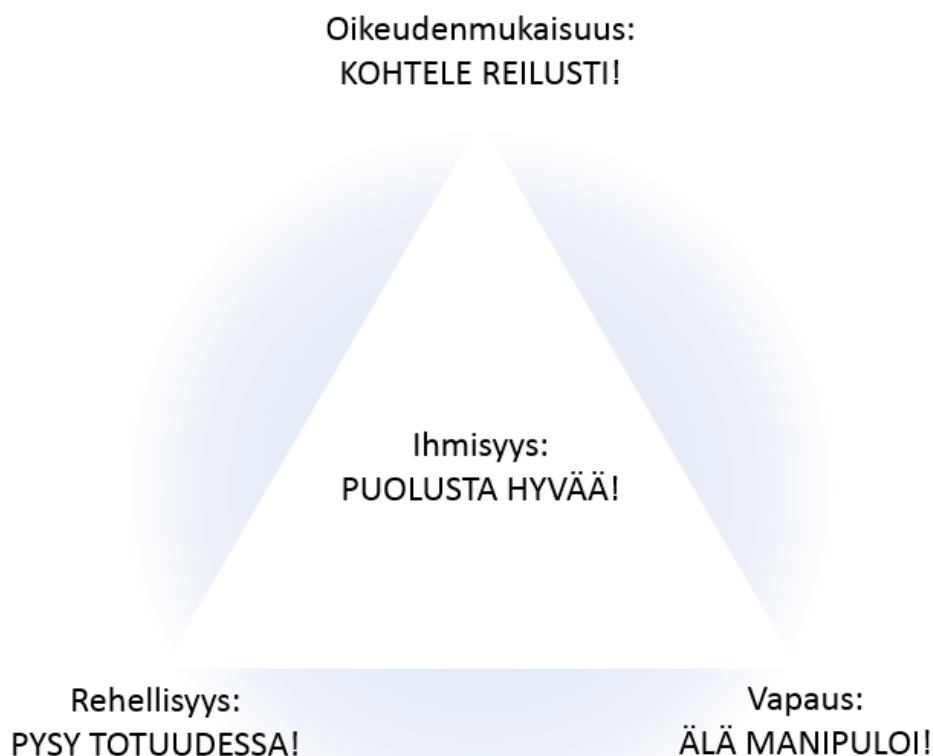 Oikeudenmukaisuus:
KOHTELE REILUSTI!
Ihmisyys:
PUOLUSTA HYVÄÄ!
Rehellisyys:
PYSY TOTUUDESSA!
Vapaus:
ÄLÄ MANIPULOI!